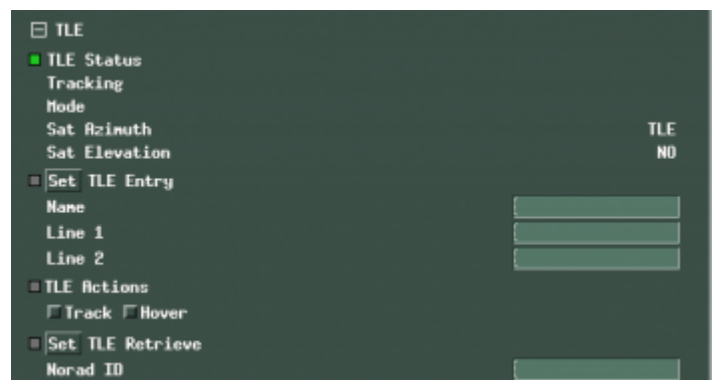 TLE
TLE Status
Tracking
Mode
Sat Azimuth TLE
Sat Elevation NO
Set TLE Entry
Name
Line 1
Line 2
TLE Actions
Track Hover
Set TLE Retrieve
Norad ID